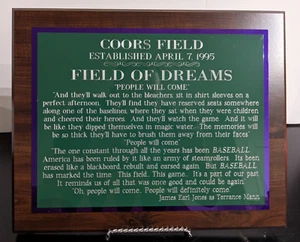 COORS FIELD
ESTABLISHED APRIL 7, 1995
FIELD OF DREAMS
"PEOPLE WILL COME"
"And they'll walk out to the bleachers, sit in shirt sleeves on a
perfect afternoon. They'll find they have reserved seats somewhere
along one of the baselines where they sat when they were children
and cheered their heroes. And they'll watch the game. And it will
be like they dipped themselves in magic water. The memories will
be so thick they'll have to brush them away from their faces"
"People will come"
"The one constant through all the years has been BASEBALL
America has been ruled by it like an army of steamrollers. Its been
erased like a blackboard, rebuilt and earsed again. But BASEBALL
has marked the time. This field. This game. It's a part of our past
It reminds us of all that was once good and could be again."
"Oh, people will come. People will definitely come"
James Earl Jones as Terrance Mann